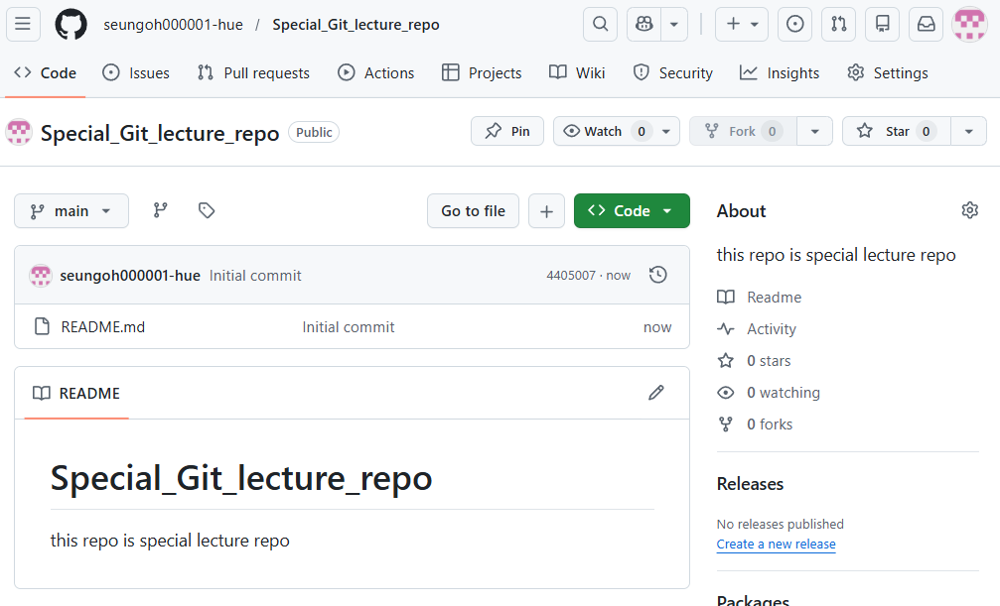 seungoh000001-hue / Special_Git_lecture_repo
Code Issues Pull requests Actions Projects Wiki Security Insights Settings
Special_Git_lecture_repo Public Pin Watch 0 Fork 0 Star 0
main Go to file Code
seungoh000001-hue Initial commit 4405007 · now
README.md Initial commit now
README
Special_Git_lecture_repo
this repo is special lecture repo
About
this repo is special lecture repo
Readme
Activity
0 stars
0 watching
0 forks
Releases
No releases published
Create a new release
Packages